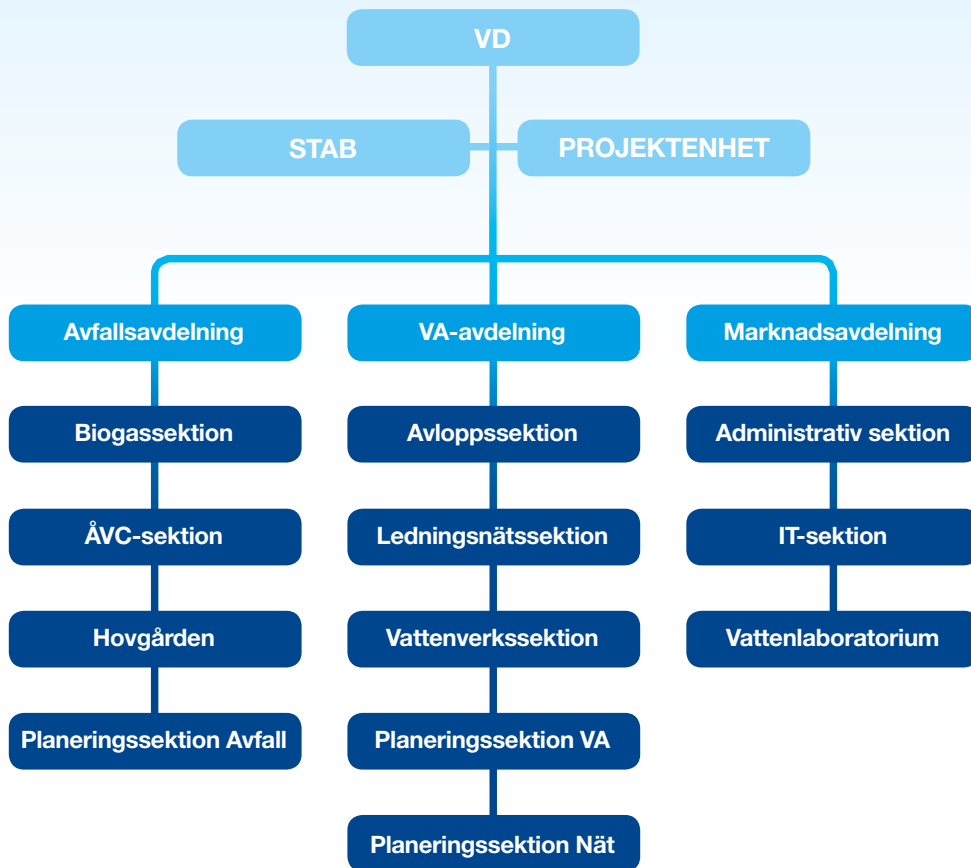 VD
STAB
PROJEKTENHET
Avfallsavdelning
VA-avdelning
Marknadsavdelning
Biogassektion
Avloppssektion
Administrativ sektion
ÅVC-sektion
Ledningsnätssektion
IT-sektion
Hovgården
Vattenverkssektion
Vattenlaboratorium
Planeringssektion Avfall
Planeringssektion VA
Planeringssektion Nät